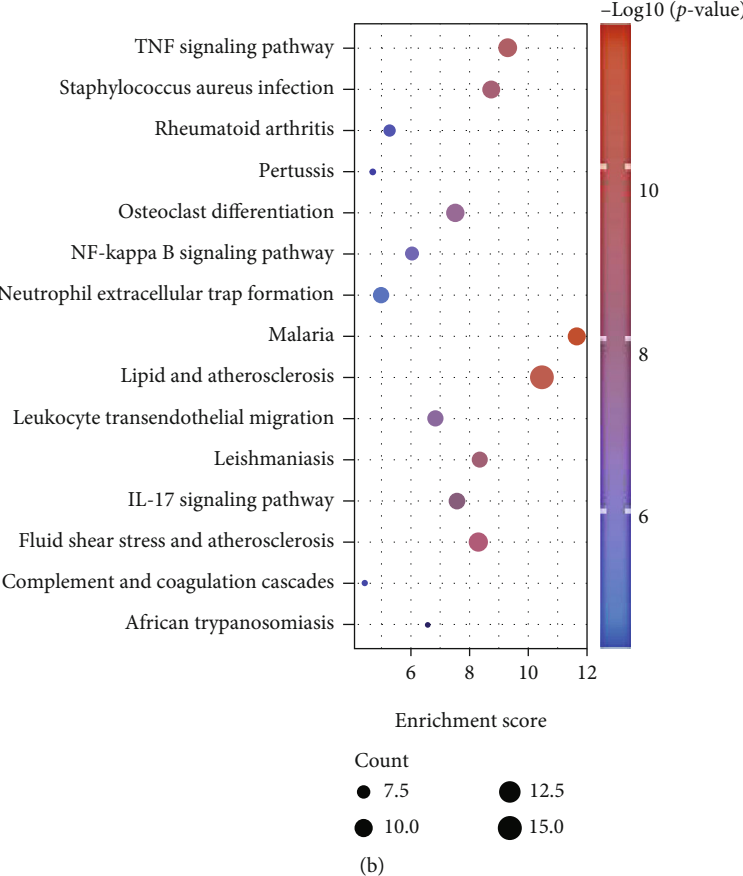 –Log10 (p-value)
TNF signaling pathway
Staphylococcus aureus infection
Rheumatoid arthritis
Pertussis
Osteoclast differentiation
NF-kappa B signaling pathway
Neutrophil extracellular trap formation
Malaria
Lipid and atherosclerosis
Leukocyte transendothelial migration
Leishmaniasis
IL-17 signaling pathway
Fluid shear stress and atherosclerosis
Complement and coagulation cascades
African trypanosomiasis
10
8
6
6 8 10 12
Enrichment score
Count
7.5 12.5
10.0 15.0
(b)